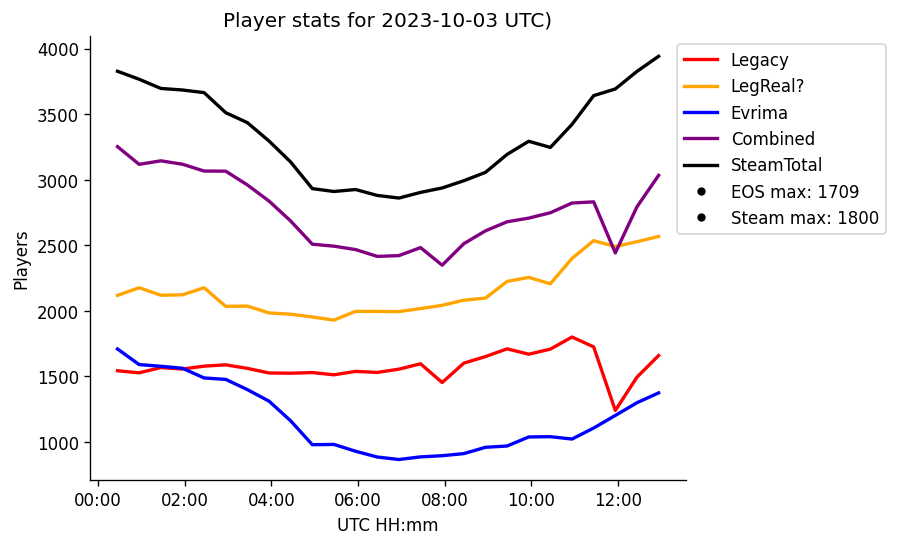 Player stats for 2023-10-03 UTC)
4000
3500
3000
2500
2000
1500
1000
Players
00:00 02:00 04:00 06:00 08:00 10:00 12:00
UTC HH:mm
Legacy
LegReal?
Evrima
Combined
SteamTotal
EOS max: 1709
Steam max: 1800